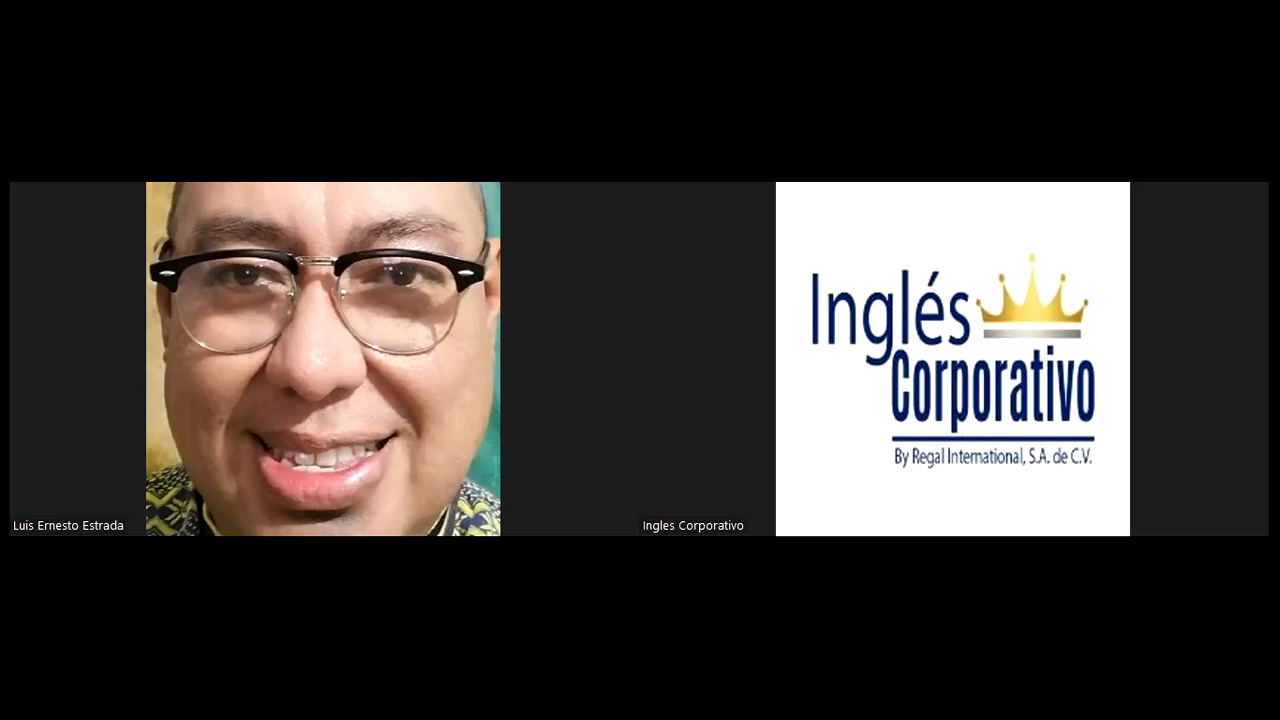 Inglés
Corporativo
By Regal International, S.A. de C.V.
Luis Ernesto Estrada
Ingles Corporativo